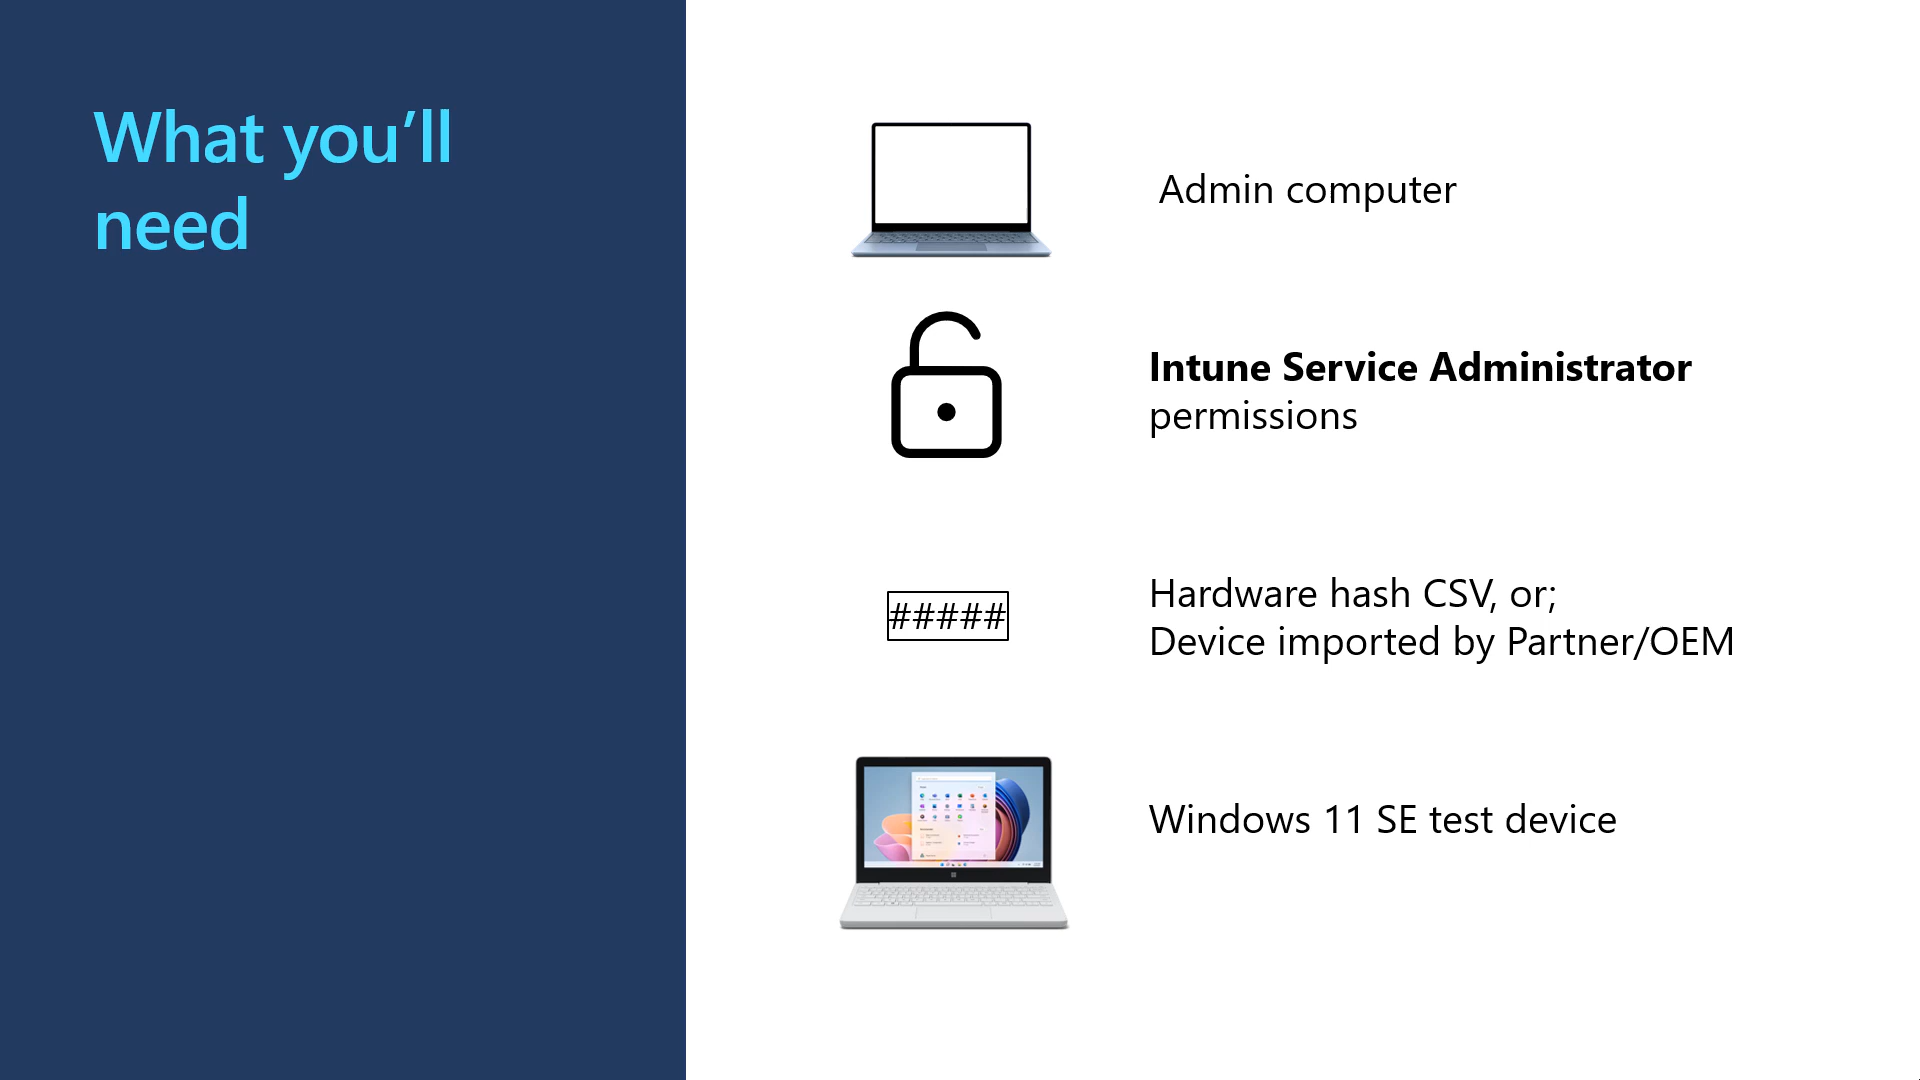 What you’ll
need
Admin computer
Intune Service Administrator
permissions
#####
Hardware hash CSV, or;
Device imported by Partner/OEM
Windows 11 SE test device